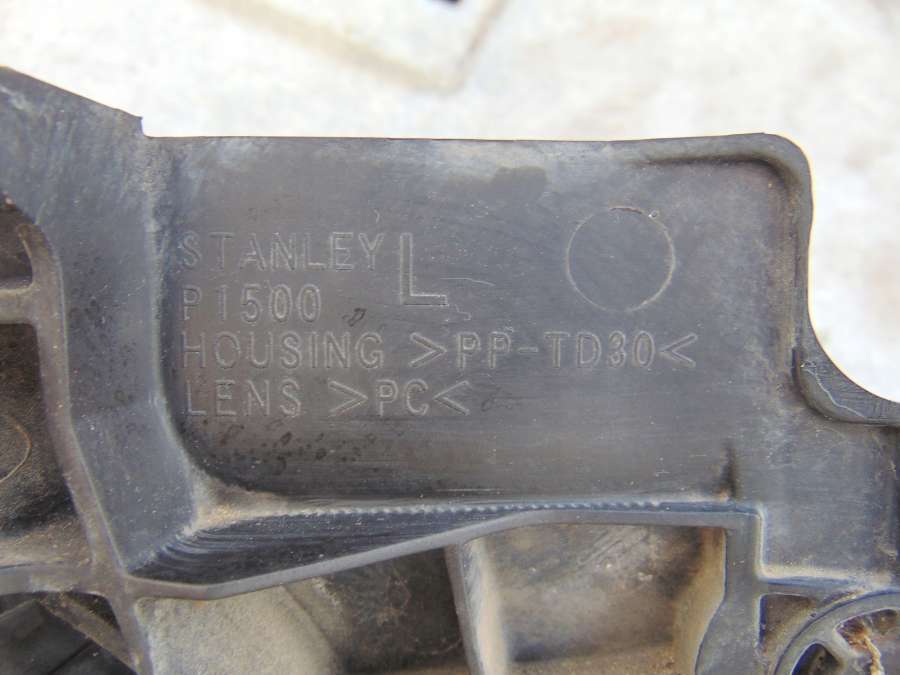 STANLEY L
P1500
HOUSING >PP-TD30<
LENS >PC<